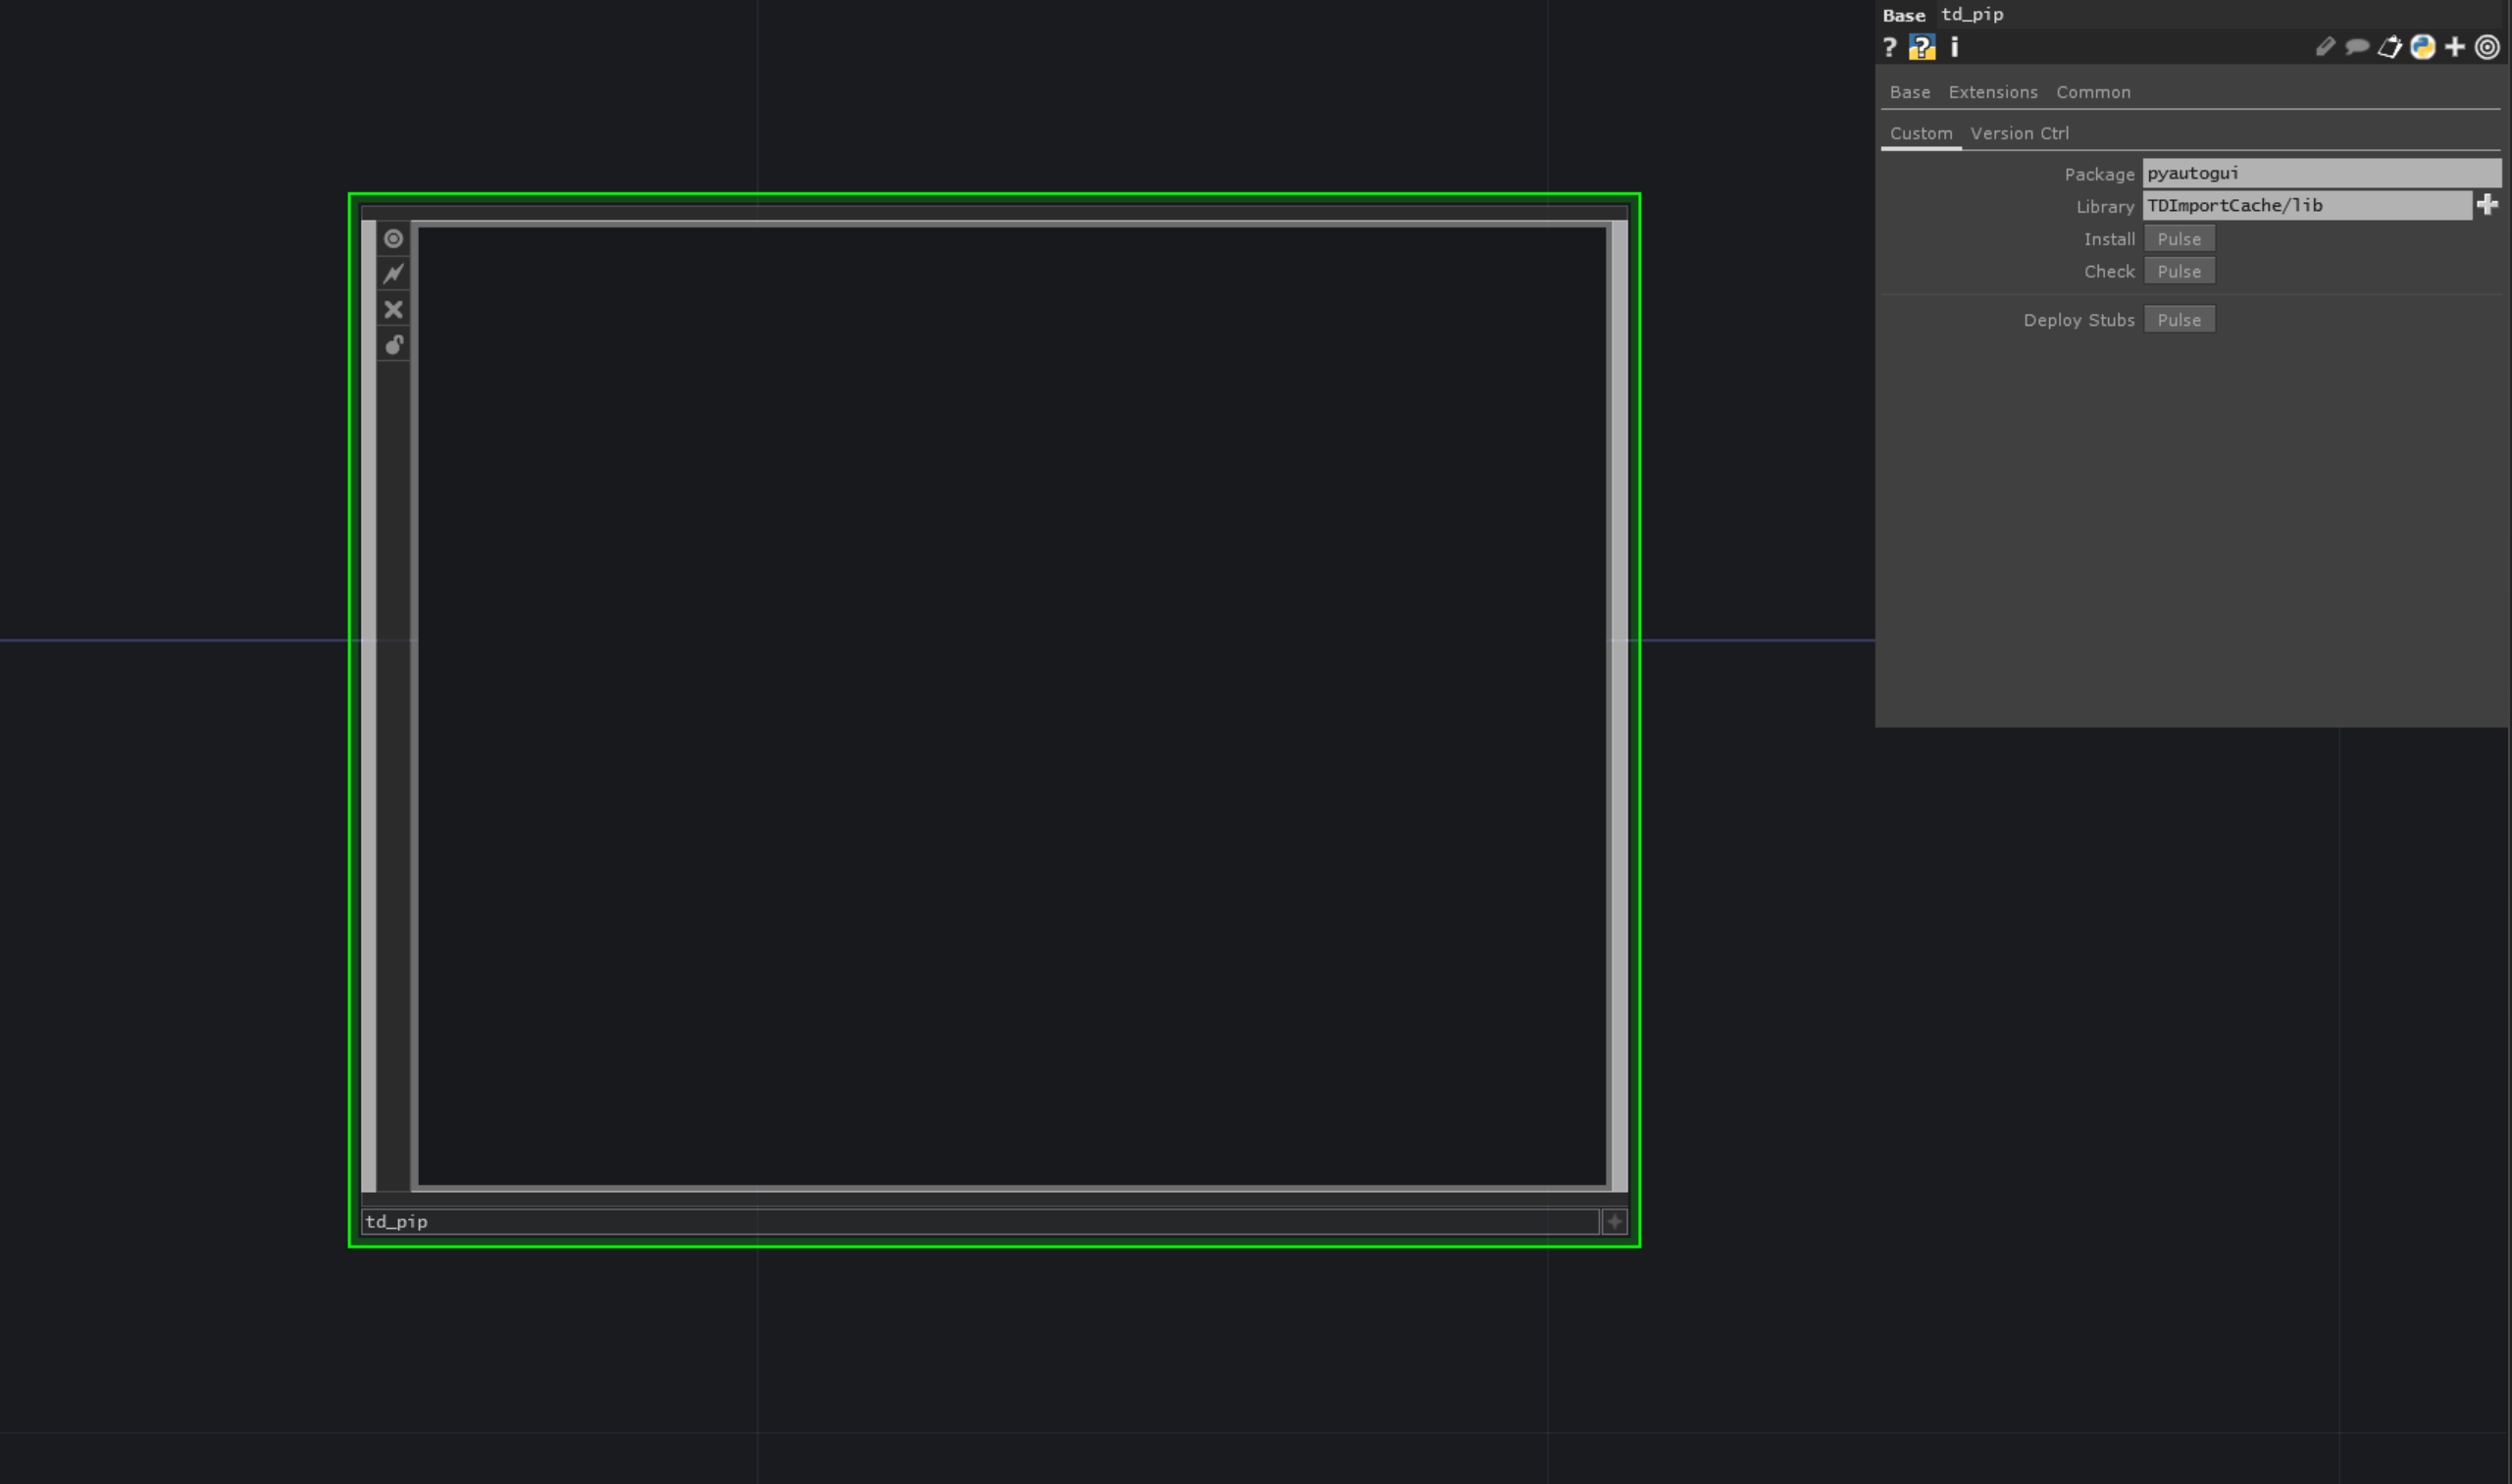 Base td_pip
? ? i
Base Extensions Common
Custom Version Ctrl
Package pyautogui
Library TDImportCache/lib
Install Pulse
Check Pulse
Deploy Stubs Pulse
td_pip